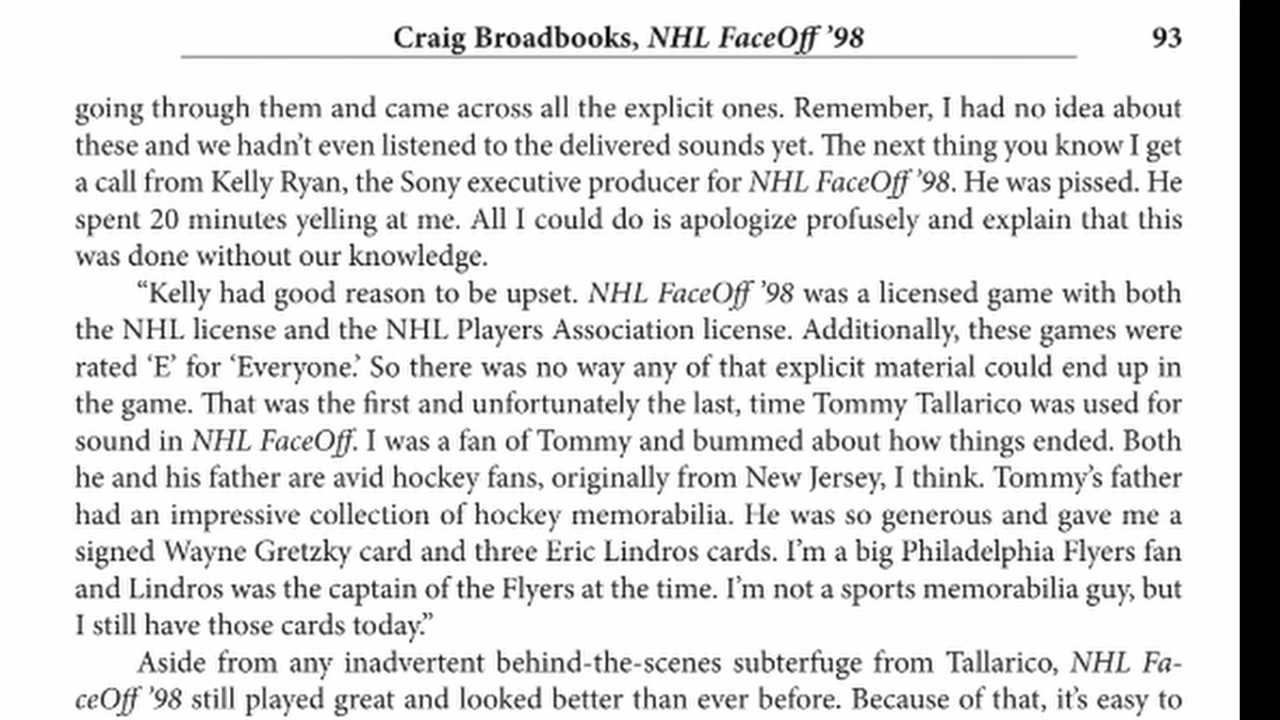 Craig Broadbooks, NHL FaceOff ’98 93
going through them and came across all the explicit ones. Remember, I had no idea about
these and we hadn’t even listened to the delivered sounds yet. The next thing you know I get
a call from Kelly Ryan, the Sony executive producer for NHL FaceOff ’98. He was pissed. He
spent 20 minutes yelling at me. All I could do is apologize profusely and explain that this
was done without our knowledge.
“Kelly had good reason to be upset. NHL FaceOff ’98 was a licensed game with both
the NHL license and the NHL Players Association license. Additionally, these games were
rated ‘E’ for ‘Everyone.’ So there was no way any of that explicit material could end up in
the game. That was the first and unfortunately the last, time Tommy Tallarico was used for
sound in NHL FaceOff. I was a fan of Tommy and bummed about how things ended. Both
he and his father are avid hockey fans, originally from New Jersey, I think. Tommy’s father
had an impressive collection of hockey memorabilia. He was so generous and gave me a
signed Wayne Gretzky card and three Eric Lindros cards. I’m a big Philadelphia Flyers fan
and Lindros was the captain of the Flyers at the time. I’m not a sports memorabilia guy, but
I still have those cards today.”
Aside from any inadvertent behind-the-scenes subterfuge from Tallarico, NHL Fa-
ceOff ’98 still played great and looked better than ever before. Because of that, it’s easy to